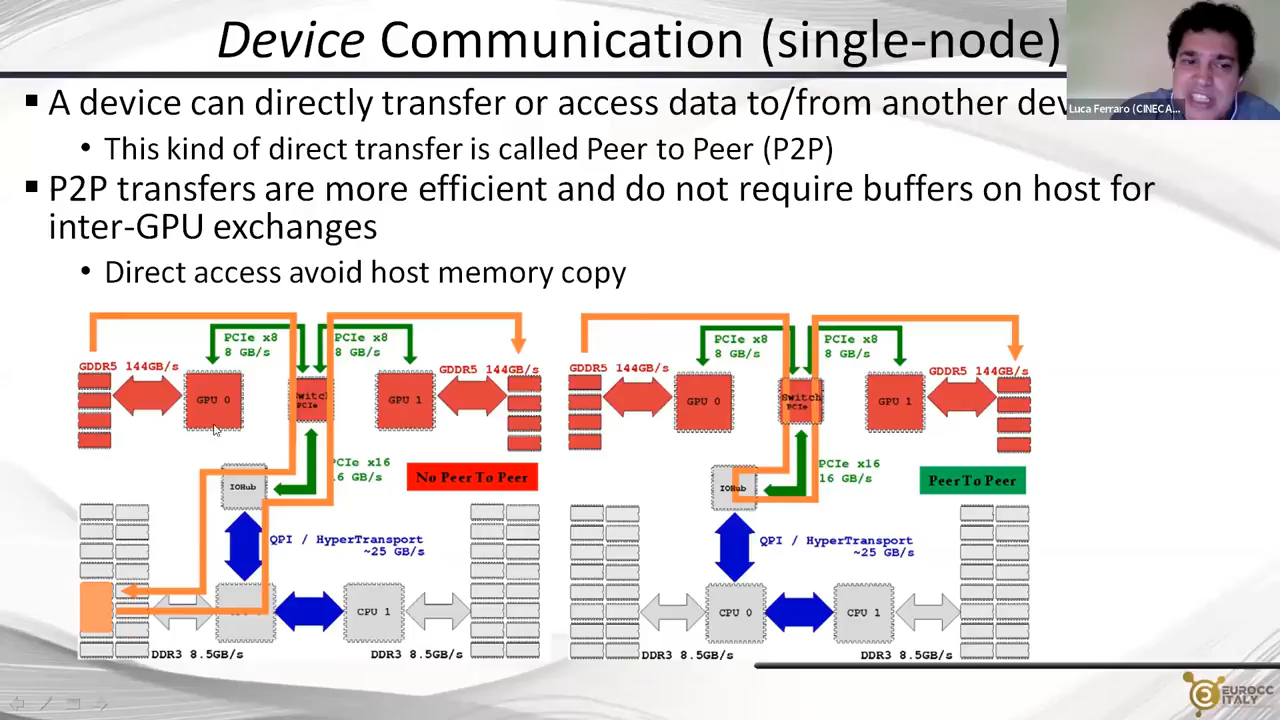 Device Communication (single-node)
▪ A device can directly transfer or access data to/from another dev
Luca Ferraro (CINECA...
• This kind of direct transfer is called Peer to Peer (P2P)
▪ P2P transfers are more efficient and do not require buffers on host for
inter-GPU exchanges
• Direct access avoid host memory copy
PCIe x8
8 GB/s
PCIe x8
8 GB/s
GDDR5 144GB/s
GDDR5 144GB/s
GPU 0
Switch
PCIe
GPU 1
PCIe x16
16 GB/s
No Peer To Peer
IOHub
QPI / HyperTransport
~25 GB/s
CPU 1
DDR3 8.5GB/s
DDR3 8.5GB/s
PCIe x8
8 GB/s
PCIe x8
8 GB/s
GDDR5 144GB/s
GDDR5 144GB/s
GPU 0
Switch
PCIe
GPU 1
PCIe x16
16 GB/s
Peer To Peer
IOHub
QPI / HyperTransport
~25 GB/s
CPU 0
CPU 1
DDR3 8.5GB/s
DDR3 8.5GB/s
EUROCC
ITALY